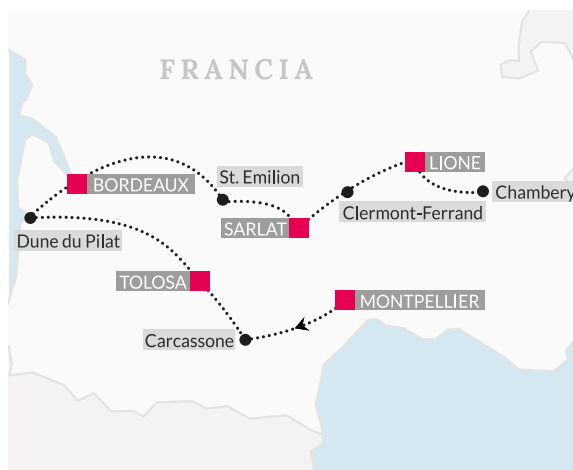 FRANCIA
LIONE
St. Emilion
BORDEAUX
Chambery
Clermont-Ferrand
SARLAT
Dune du Pilat
TOLOSA
MONTPELLIER
Carcassone